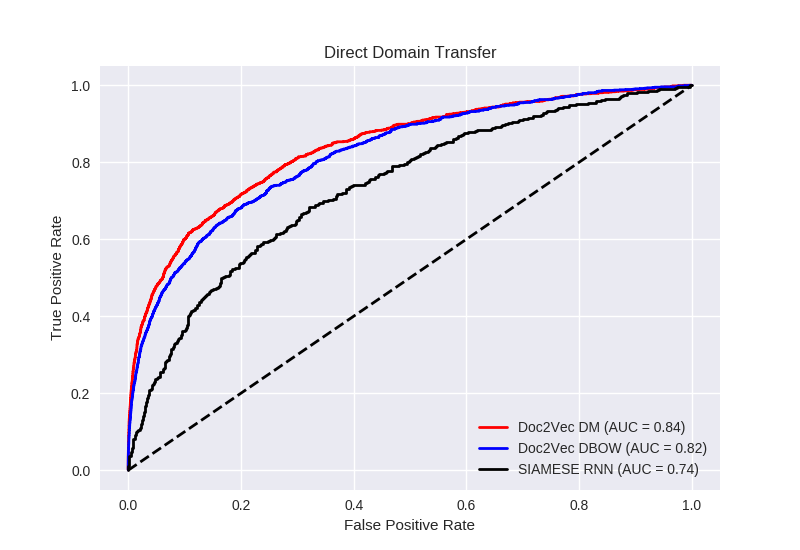 Direct Domain Transfer
True Positive Rate
1.0
0.8
0.6
0.4
0.2
0.0
Doc2Vec DM (AUC = 0.84)
Doc2Vec DBOW (AUC = 0.82)
SIAMESE RNN (AUC = 0.74)
0.0 0.2 0.4 0.6 0.8 1.0
False Positive Rate